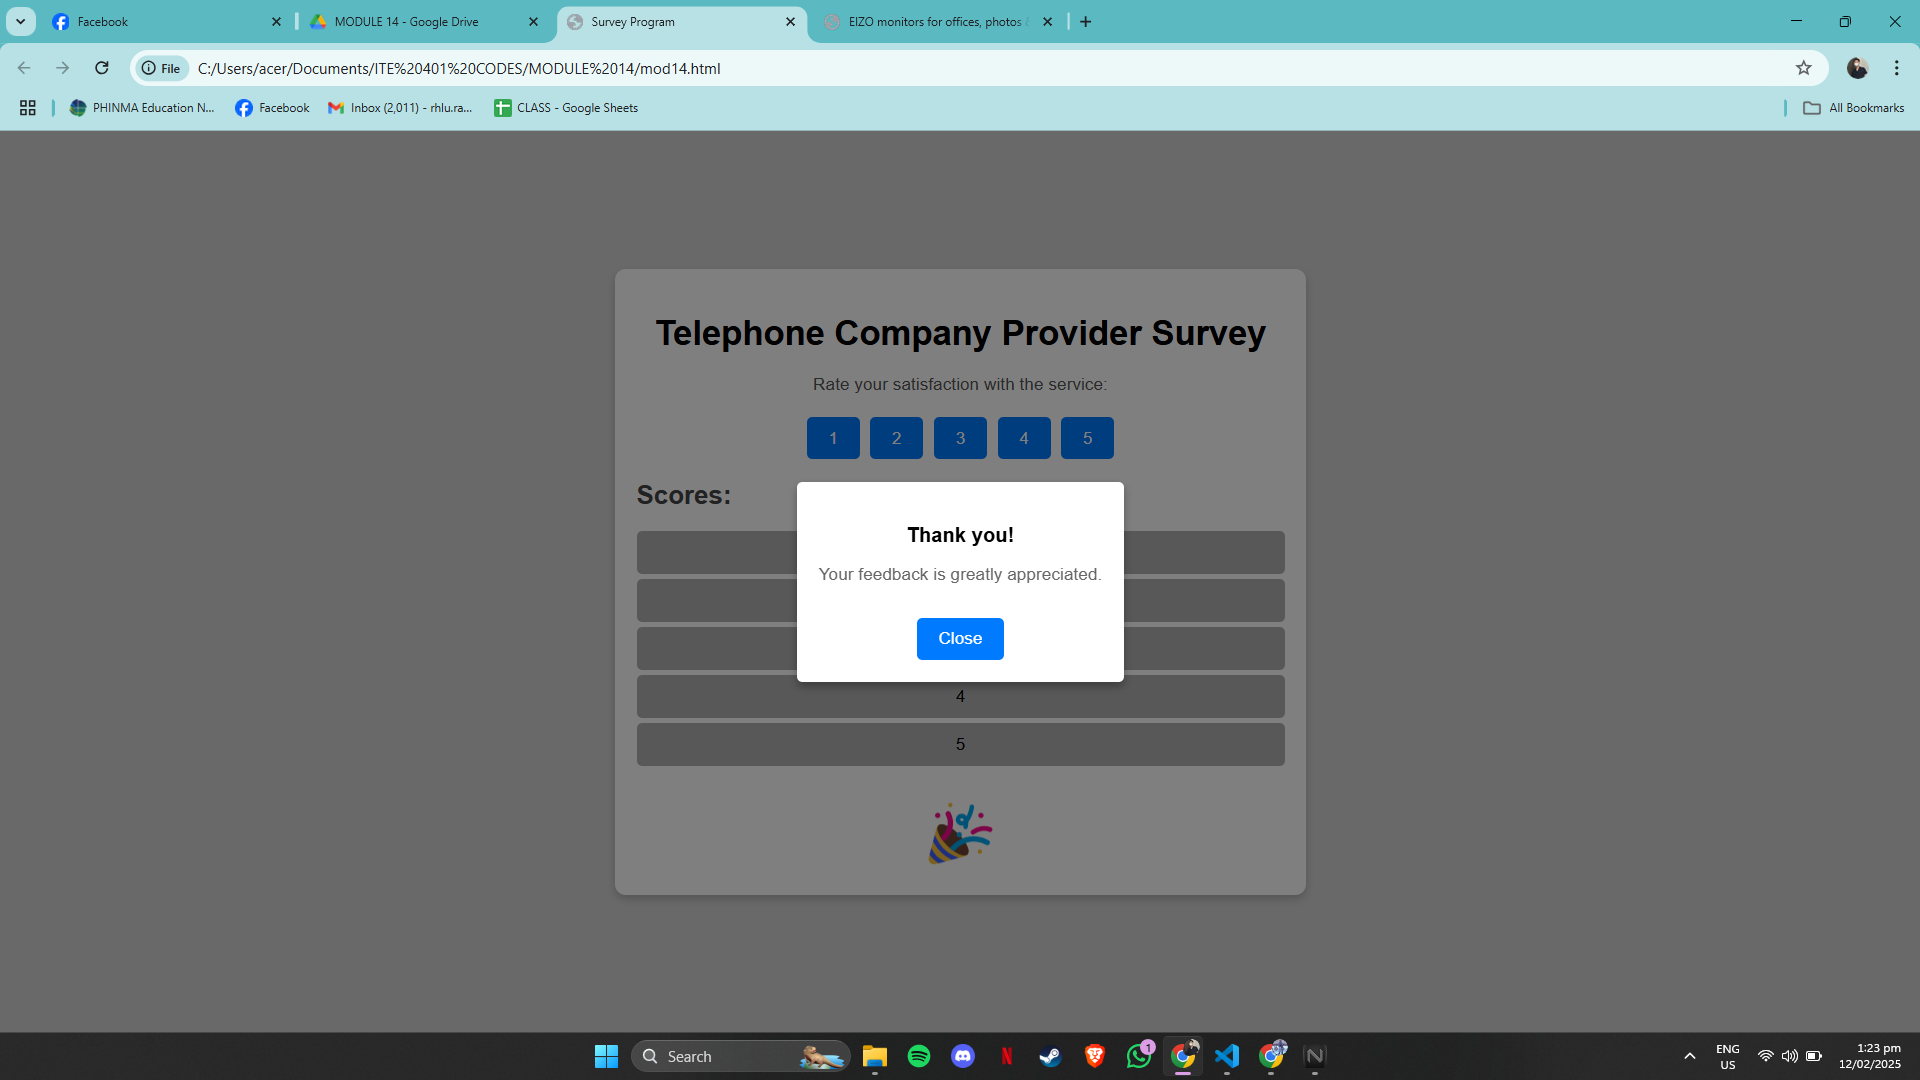 Facebook
MODULE 14 - Google Drive
Survey Program
EIZO monitors for offices, photos
File
C:/Users/acer/Documents/ITE%20401%20CODES/MODULE%2014/mod14.html
PHINMA Education N...
Facebook
Inbox (2,011) - rhlu.ra...
CLASS - Google Sheets
All Bookmarks
Telephone Company Provider Survey
Rate your satisfaction with the service:
1 2 3 4 5
Scores:
Thank you!
Your feedback is greatly appreciated.
Close
4
5
Search
1
ENG
US
1:23 pm
12/02/2025